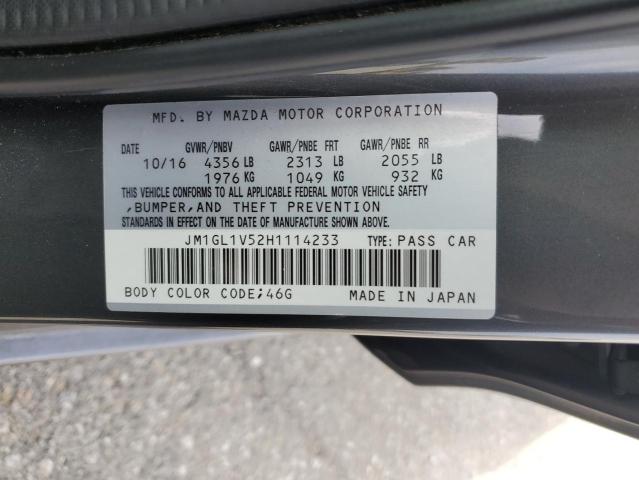 MFD. BY MAZDA MOTOR CORPORATION
DATE GVWR/PNBV GAWR/PNBE FRT GAWR/PNBE RR
10/16 4356 LB 2313 LB 2055 LB
1976 KG 1049 KG 932 KG
THIS VEHICLE CONFORMS TO ALL APPLICABLE FEDERAL MOTOR VEHICLE SAFETY
,BUMPER,AND THEFT PREVENTION
STANDARDS IN EFFECT ON THE DATE OF MANUFACTURE SHOWN ABOVE.
JM1GL1V52H1114233 TYPE: PASS CAR
BODY COLOR CODE;46G MADE IN JAPAN